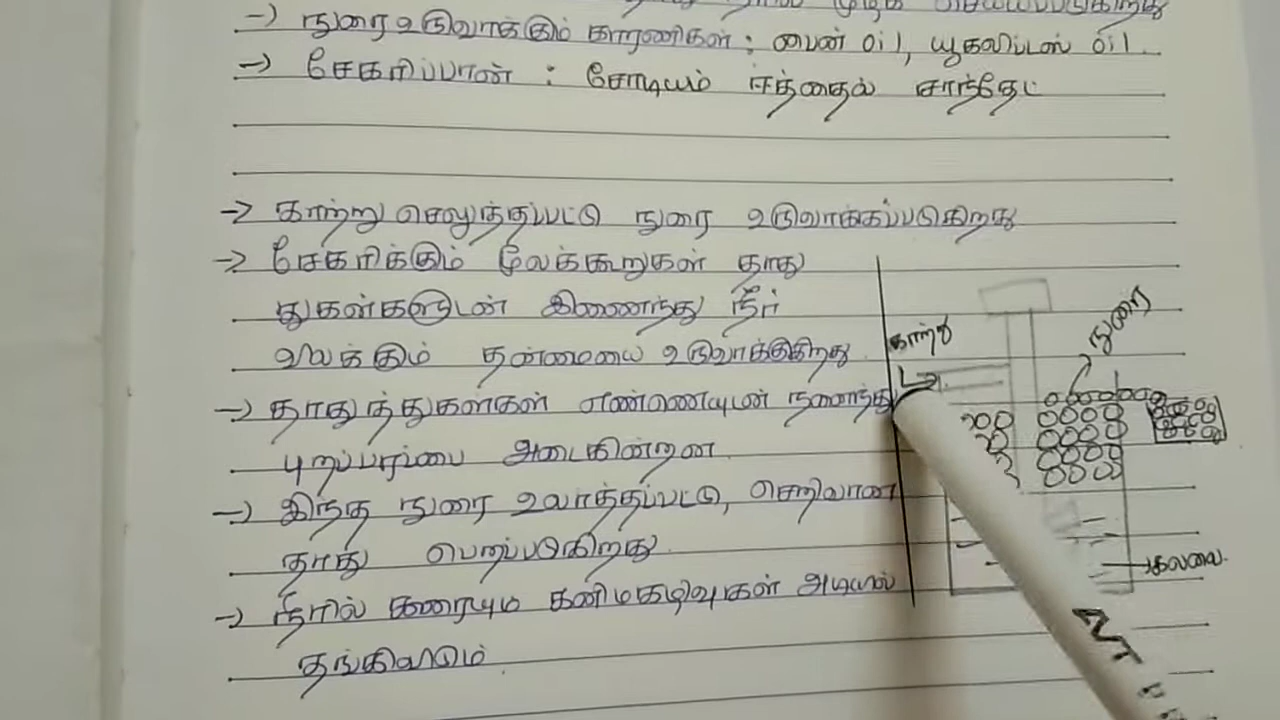 → நுரை உருவாக்கும் காரணிகள் : பைன் oil, யூகலிப்டஸ் oil.
→ சேகரிப்பான் : சோடியம் ஈத்தைல் சாந்தேட்
→ காற்று செலுத்தப்பட்டு நுரை உருவாக்கப்படுகிறது
→ சேகரிக்கும் மூலக்கூறுகள் தாது
துகள்களுடன் இணைந்து நீர்
விலக்கும் தன்மையை உருவாக்குகிறது
→ தாதுத்துகள்கள் எண்ணெயுடன் நனைந்து
புறப்பரப்பை அடைகின்றன
→ இந்த நுரை உலர்த்தப்பட்டு, செறிவான
தாது பெறப்படுகிறது.
→ நீரில் கரையும் கனிமகழிவுகள் அடியில்
தங்கிவிடும்.
காற்று
நுரை
கலவை.